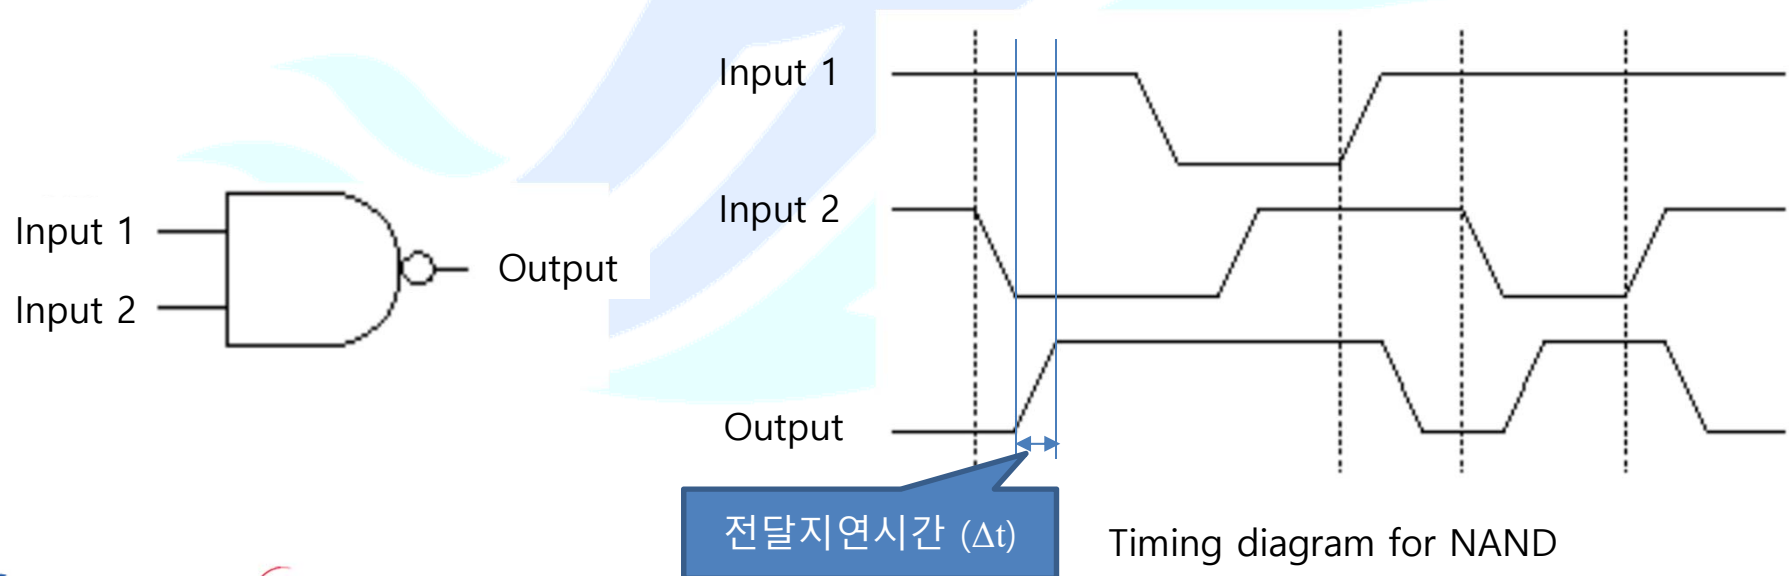 Input 1
Input 2
Output
Input 1
Input 2
Output
전달지연시간 (Δt)
Timing diagram for NAND